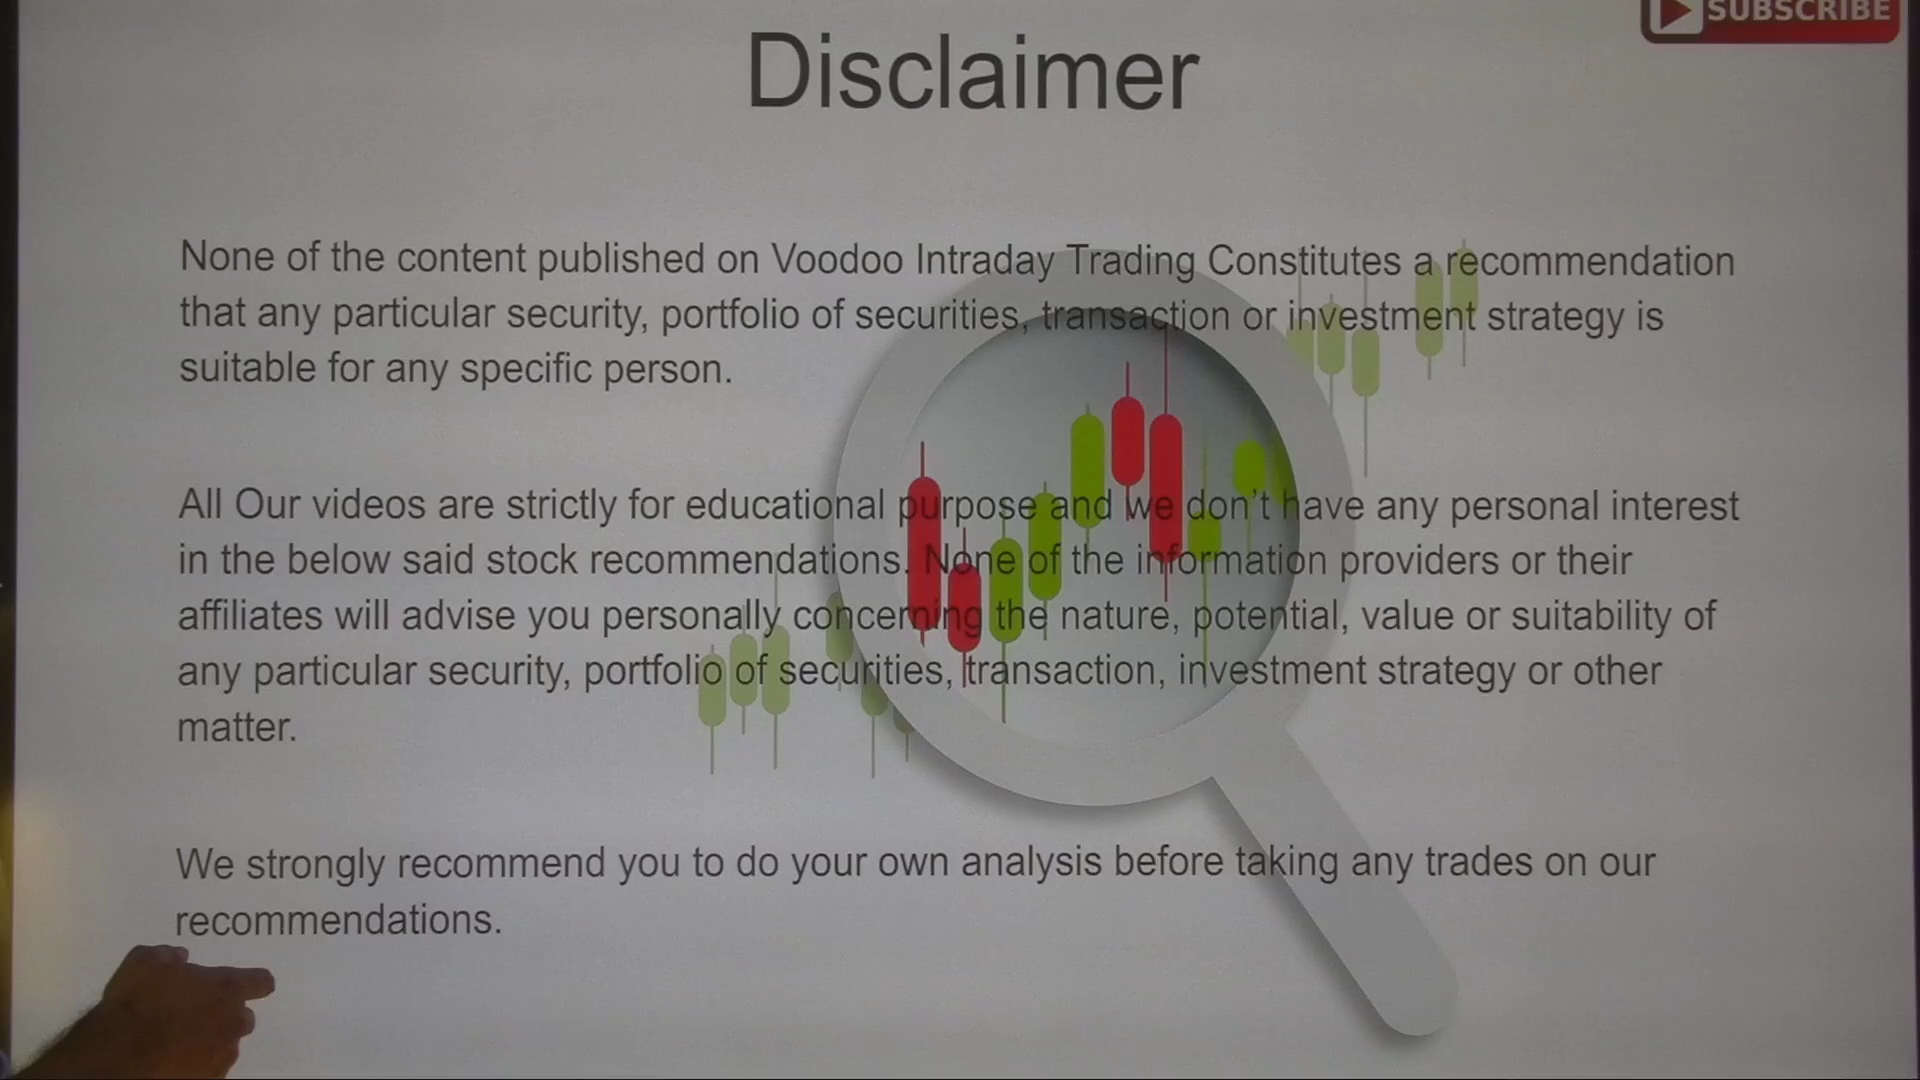 SUBSCRIBE
Disclaimer
None of the content published on Voodoo Intraday Trading Constitutes a recommendation
that any particular security, portfolio of securities, transaction or investment strategy is
suitable for any specific person.
All Our videos are strictly for educational purpose and we don't have any personal interest
in the below said stock recommendations. None of the information providers or their
affiliates will advise you personally concerning the nature, potential, value or suitability of
any particular security, portfolio of securities, transaction, investment strategy or other
matter.
We strongly recommend you to do your own analysis before taking any trades on our
recommendations.